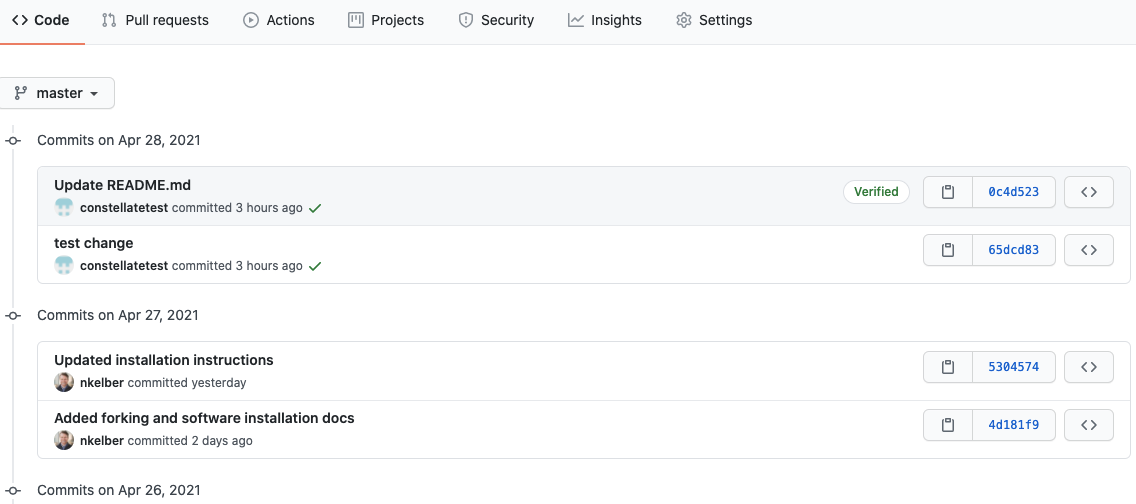 Code Pull requests Actions Projects Security Insights Settings
master
Commits on Apr 28, 2021
Update README.md
Verified 0c4d523
constellatetest committed 3 hours ago
test change
65dcd83
constellatetest committed 3 hours ago
Commits on Apr 27, 2021
Updated installation instructions
5304574
nkelber committed yesterday
Added forking and software installation docs
4d181f9
nkelber committed 2 days ago
Commits on Apr 26, 2021